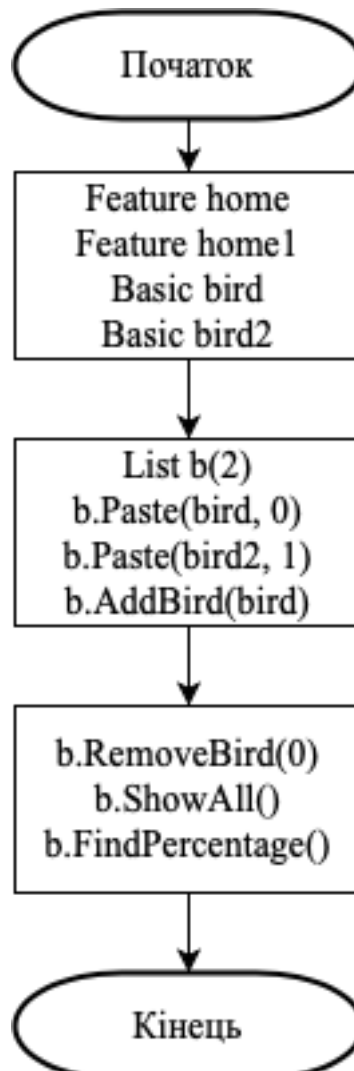 Початок
Feature home
Feature home1
Basic bird
Basic bird2
List b(2)
b.Paste(bird, 0)
b.Paste(bird2, 1)
b.AddBird(bird)
b.RemoveBird(0)
b.ShowAll()
b.FindPercentage()
Кінець